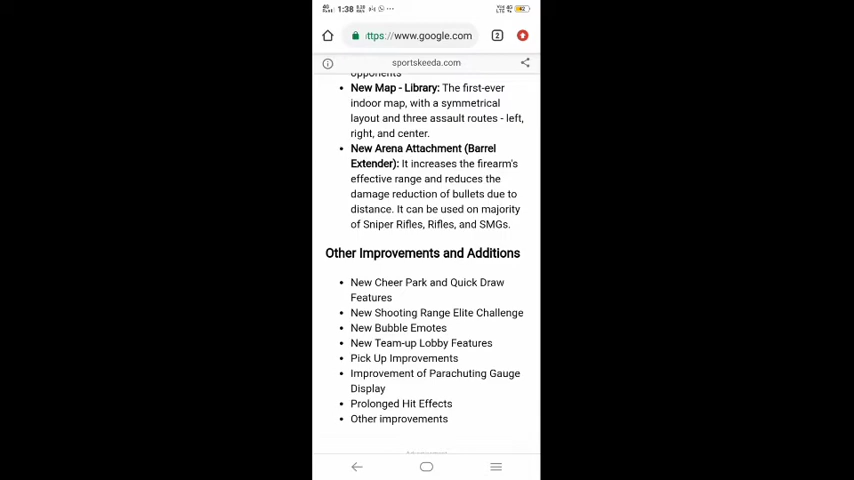 1:38
ttps://www.google.com
2
sportskeeda.com
opponents
• New Map - Library: The first-ever
indoor map, with a symmetrical
layout and three assault routes - left,
right, and center.
• New Arena Attachment (Barrel
Extender): It increases the firearm's
effective range and reduces the
damage reduction of bullets due to
distance. It can be used on majority
of Sniper Rifles, Rifles, and SMGs.
Other Improvements and Additions
• New Cheer Park and Quick Draw
Features
• New Shooting Range Elite Challenge
• New Bubble Emotes
• New Team-up Lobby Features
• Pick Up Improvements
• Improvement of Parachuting Gauge
Display
• Prolonged Hit Effects
• Other improvements